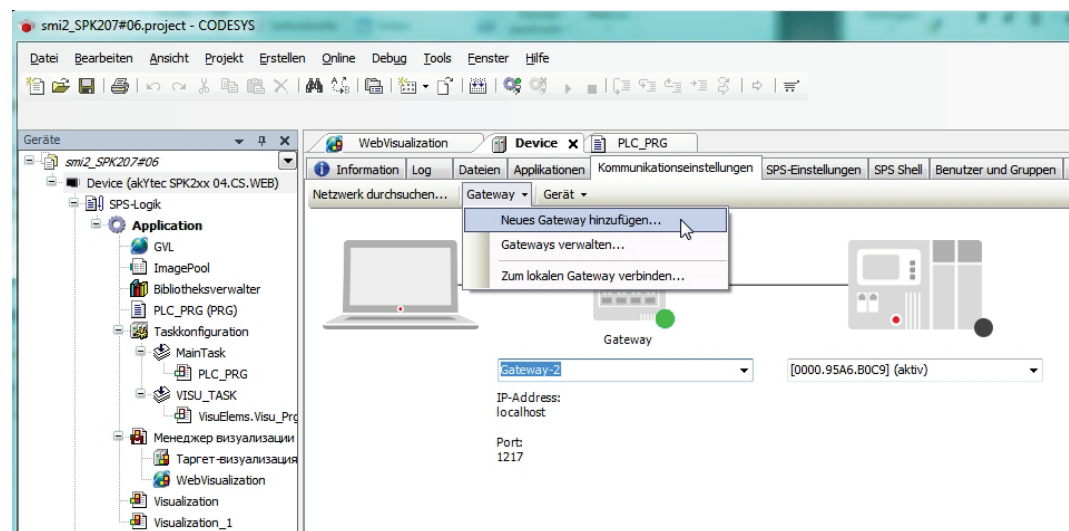 smi2_SPK207#06.project - CODESYS
Datei Bearbeiten Ansicht Projekt Erstellen Online Debug Tools Fenster Hilfe
Geräte
smi2_SPK207#06
Device (akYtec SPK2xx 04.CS.WEB)
SPS-Logik
Application
GVL
ImagePool
Bibliotheksverwalter
PLC_PRG (PRG)
Taskkonfiguration
MainTask
PLC_PRG
VISU_TASK
VisuElems.Visu_Prg
Менеджер визуализации
Таргет-визуализация
WebVisualization
Visualization
Visualization_1
WebVisualization Device PLC_PRG
Information Log Dateien Applikationen Kommunikationseinstellungen SPS-Einstellungen SPS Shell Benutzer und Gruppen
Netzwerk durchsuchen... Gateway Gerät
Neues Gateway hinzufügen...
Gateways verwalten...
Zum lokalen Gateway verbinden...
Gateway
Gateway-2 [0000.95A6.B0C9] (aktiv)
IP-Address:
localhost
Port:
1217